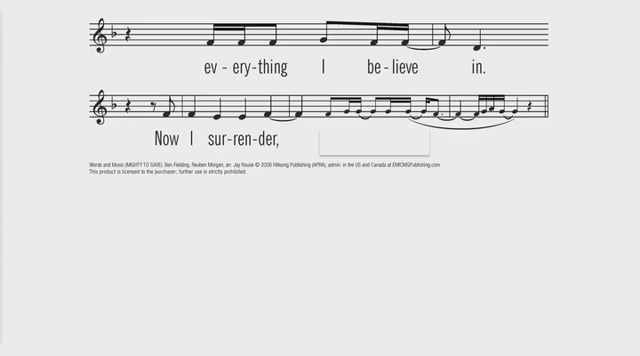 ev - ery-thing I be - lieve in.
Now I sur-ren-der,
Words and Music (MIGHTY TO SAVE), Ben Fielding, Reuben Morgan, arr. Jay Rouse © 2006 Hillsong Publishing (APRA), admin. in the US and Canada at EMICMGPublishing.com
This product is licensed to the purchaser; further use is strictly prohibited.